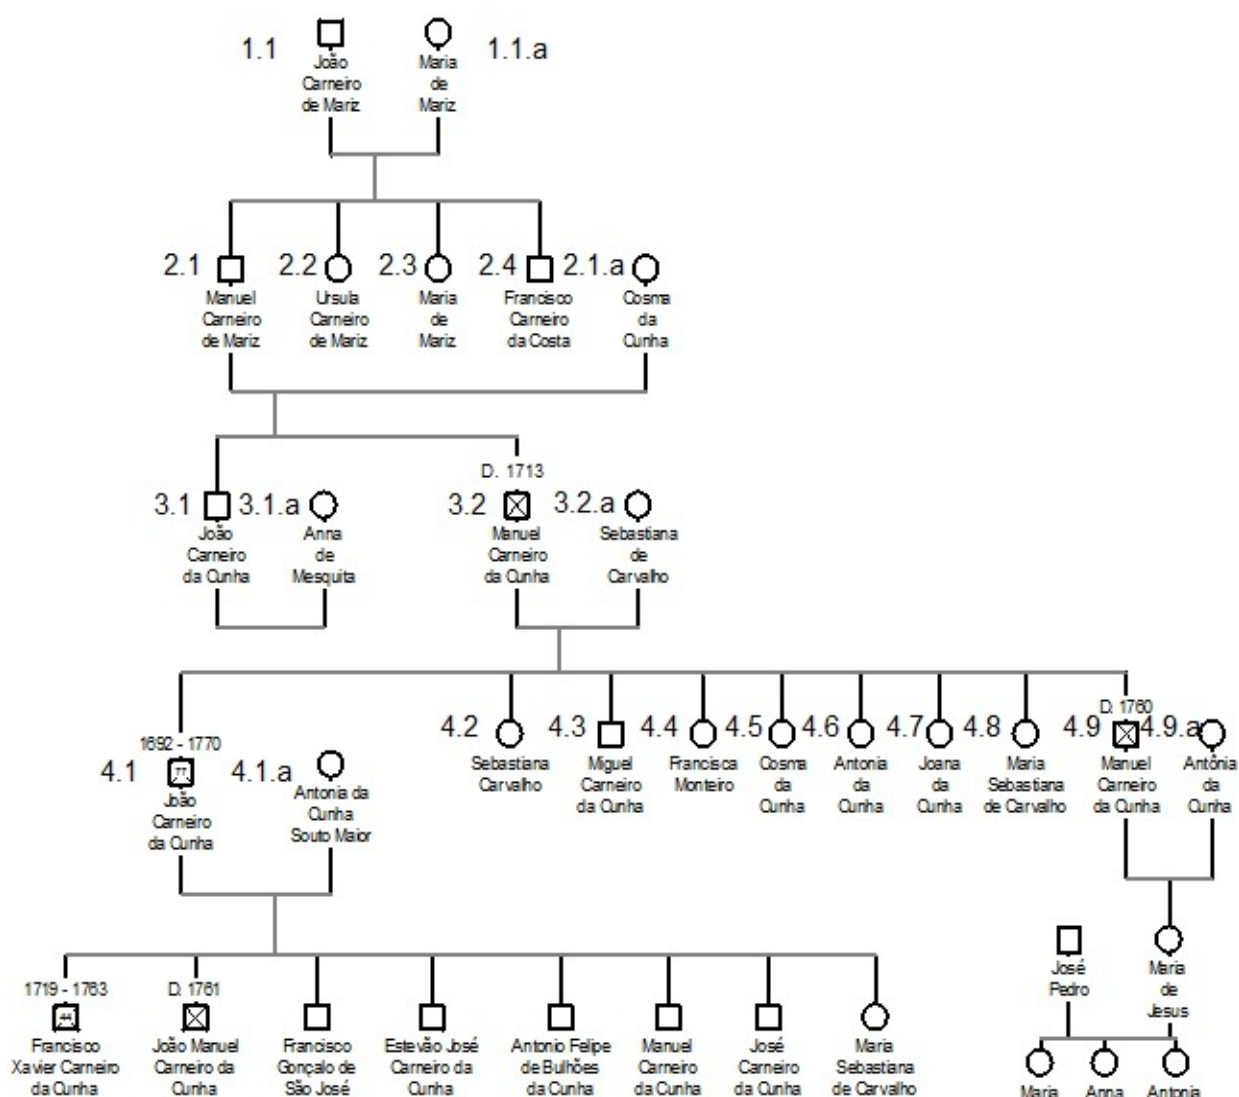 1.1
João
Carneiro
de Mariz
Maria
de
Mariz
1.1.a
2.1
Manuel
Carneiro
de Mariz
2.2
Ursula
Carneiro
de Mariz
2.3
Maria
de
Mariz
2.4
Francisco
Carneiro
da Costa
2.1.a
Cosma
da
Cunha
3.1
João
Carneiro
da Cunha
3.1.a
Anna
de
Mesquita
D. 1713
3.2
Manuel
Carneiro
da Cunha
3.2.a
Sebastiana
de
Carvalho
1692 - 1770
4.1
77
João
Carneiro
da Cunha
4.1.a
Antonia da
Cunha
Souto Maior
4.2
Sebastiana
Carvalho
4.3
Miguel
Carneiro
da Cunha
4.4
Francisca
Monteiro
4.5
Cosma
da
Cunha
4.6
Antonia
da
Cunha
4.7
Joana
da
Cunha
4.8
Maria
Sebastiana
de Carvalho
D. 1760
4.9
Manuel
Carneiro
da Cunha
4.9.a
Antônia
da
Cunha
1719 - 1763
44
Francisco
Xavier Carneiro
da Cunha
D. 1761
João Manuel
Carneiro da
Cunha
Francisco
Gonçalo de
São José
Estevão José
Carneiro da
Cunha
Antonio Felipe
de Bulhões
da Cunha
Manuel
Carneiro
da Cunha
José
Carneiro
da Cunha
Maria
Sebastiana
de Carvalho
José
Pedro
Maria
de
Jesus
Maria
Anna
Antonia